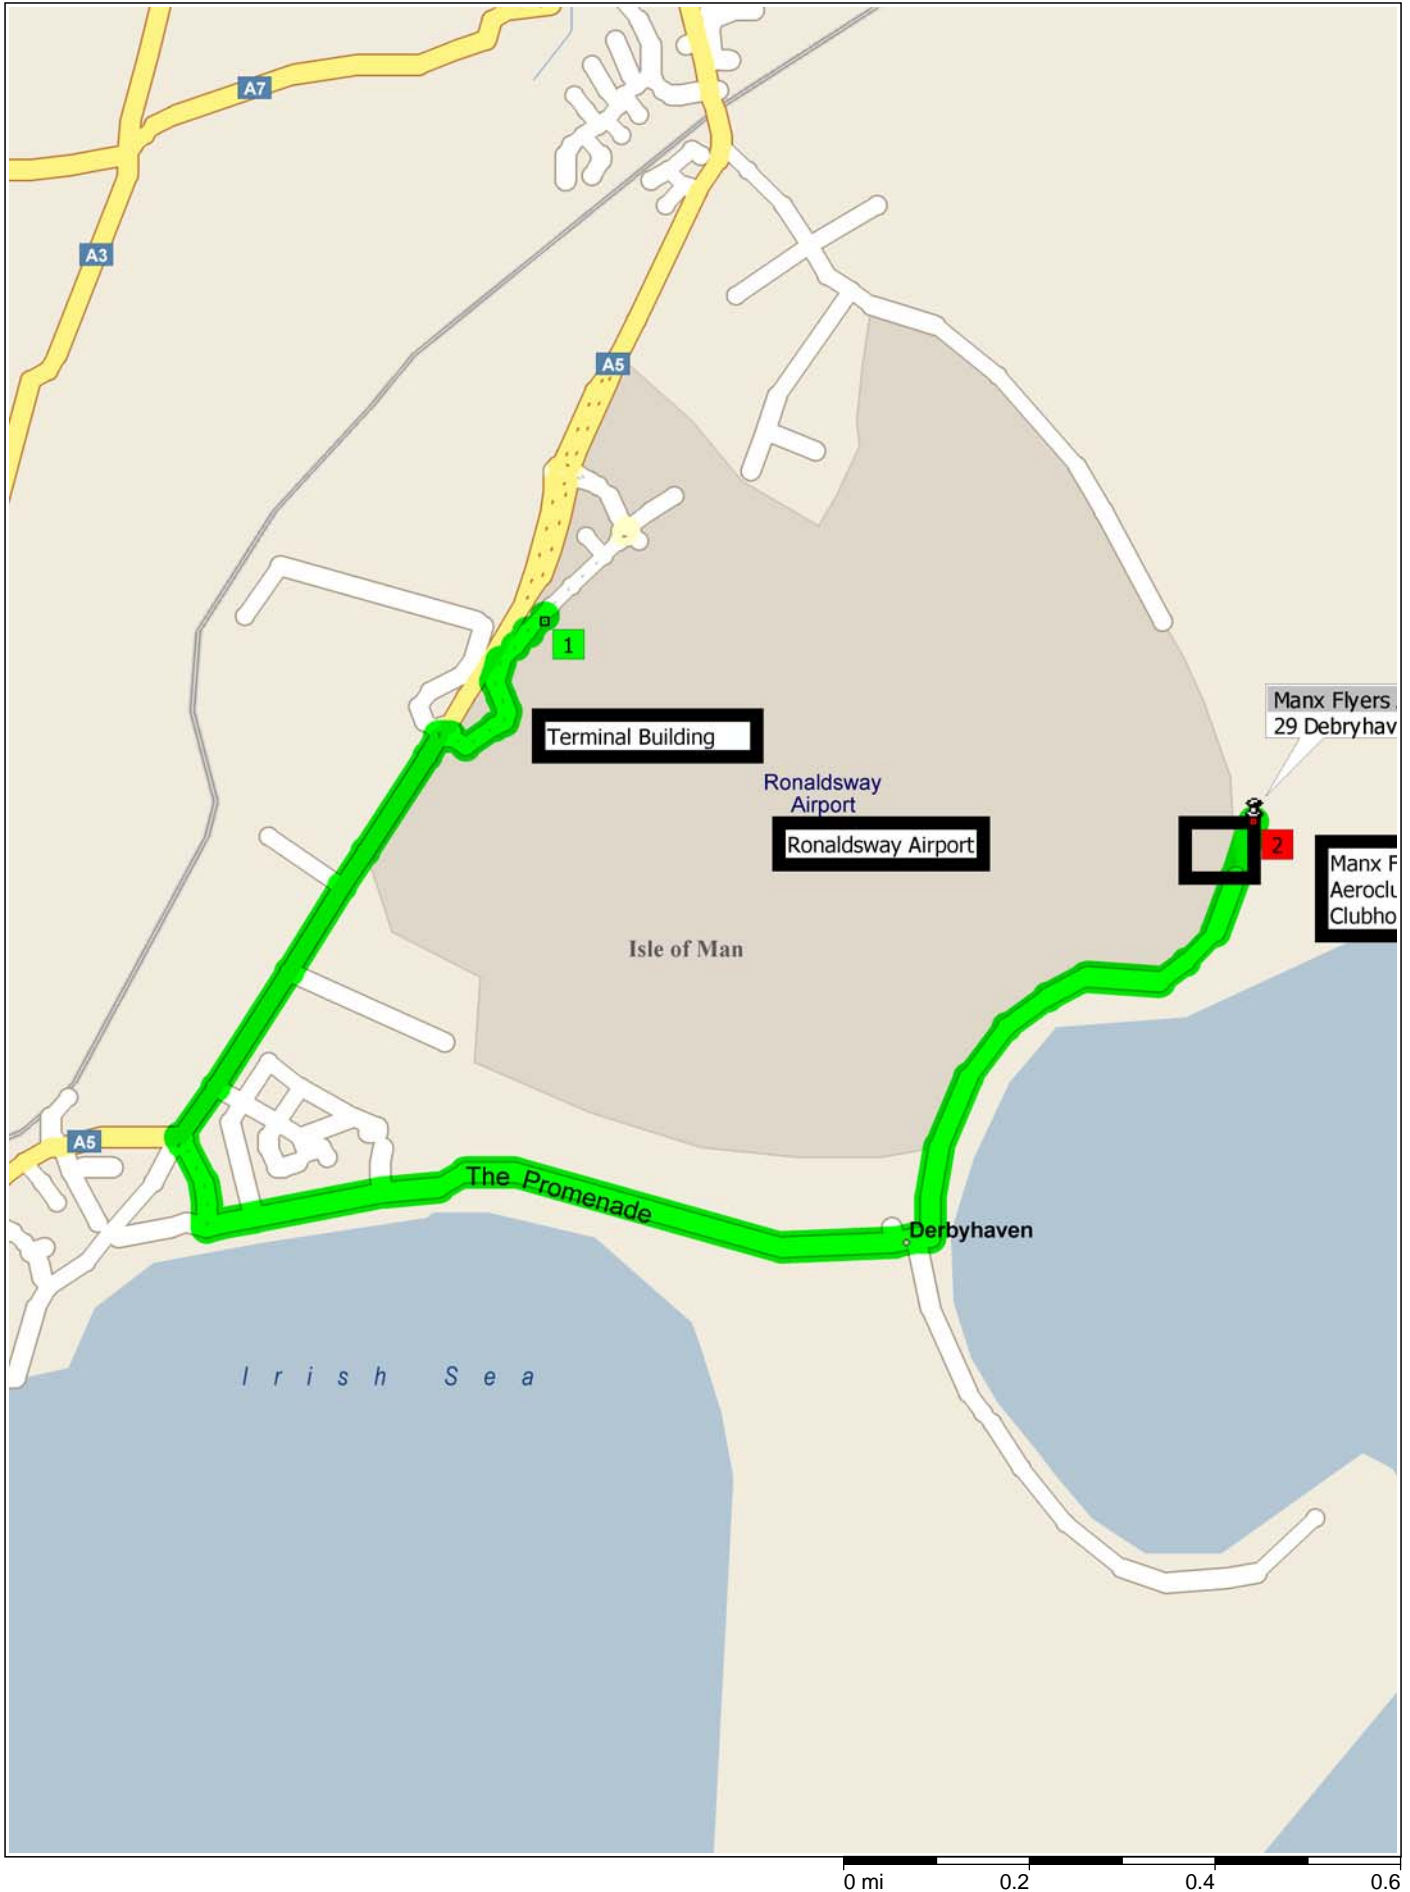 A7
A3
A5
1
Manx Flyers
29 Debryhav
Terminal Building
Ronaldsway
Airport
Ronaldsway Airport
2
Manx F
Aeroclu
Clubho
Isle of Man
A5
The Promenade
Derbyhaven
Irish Sea
0 mi 0.2 0.4 0.6